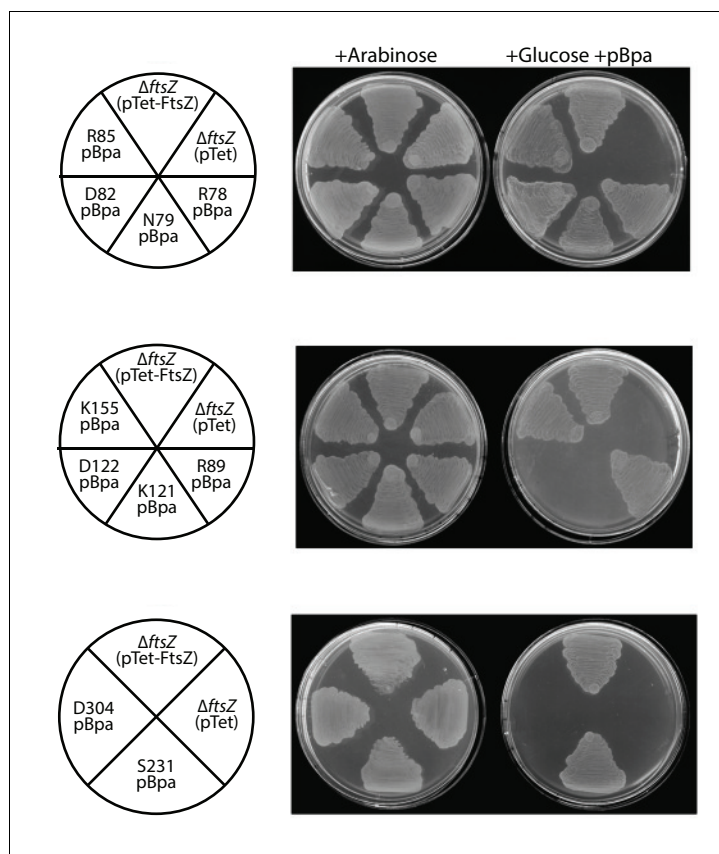 +Arabinose
+Glucose +pBpa
ΔftsZ
(pTet-FtsZ)
R85
pBpa
ΔftsZ
(pTet)
D82
pBpa
N79
pBpa
R78
pBpa
ΔftsZ
(pTet-FtsZ)
K155
pBpa
ΔftsZ
(pTet)
D122
pBpa
K121
pBpa
R89
pBpa
ΔftsZ
(pTet-FtsZ)
D304
pBpa
ΔftsZ
(pTet)
S231
pBpa